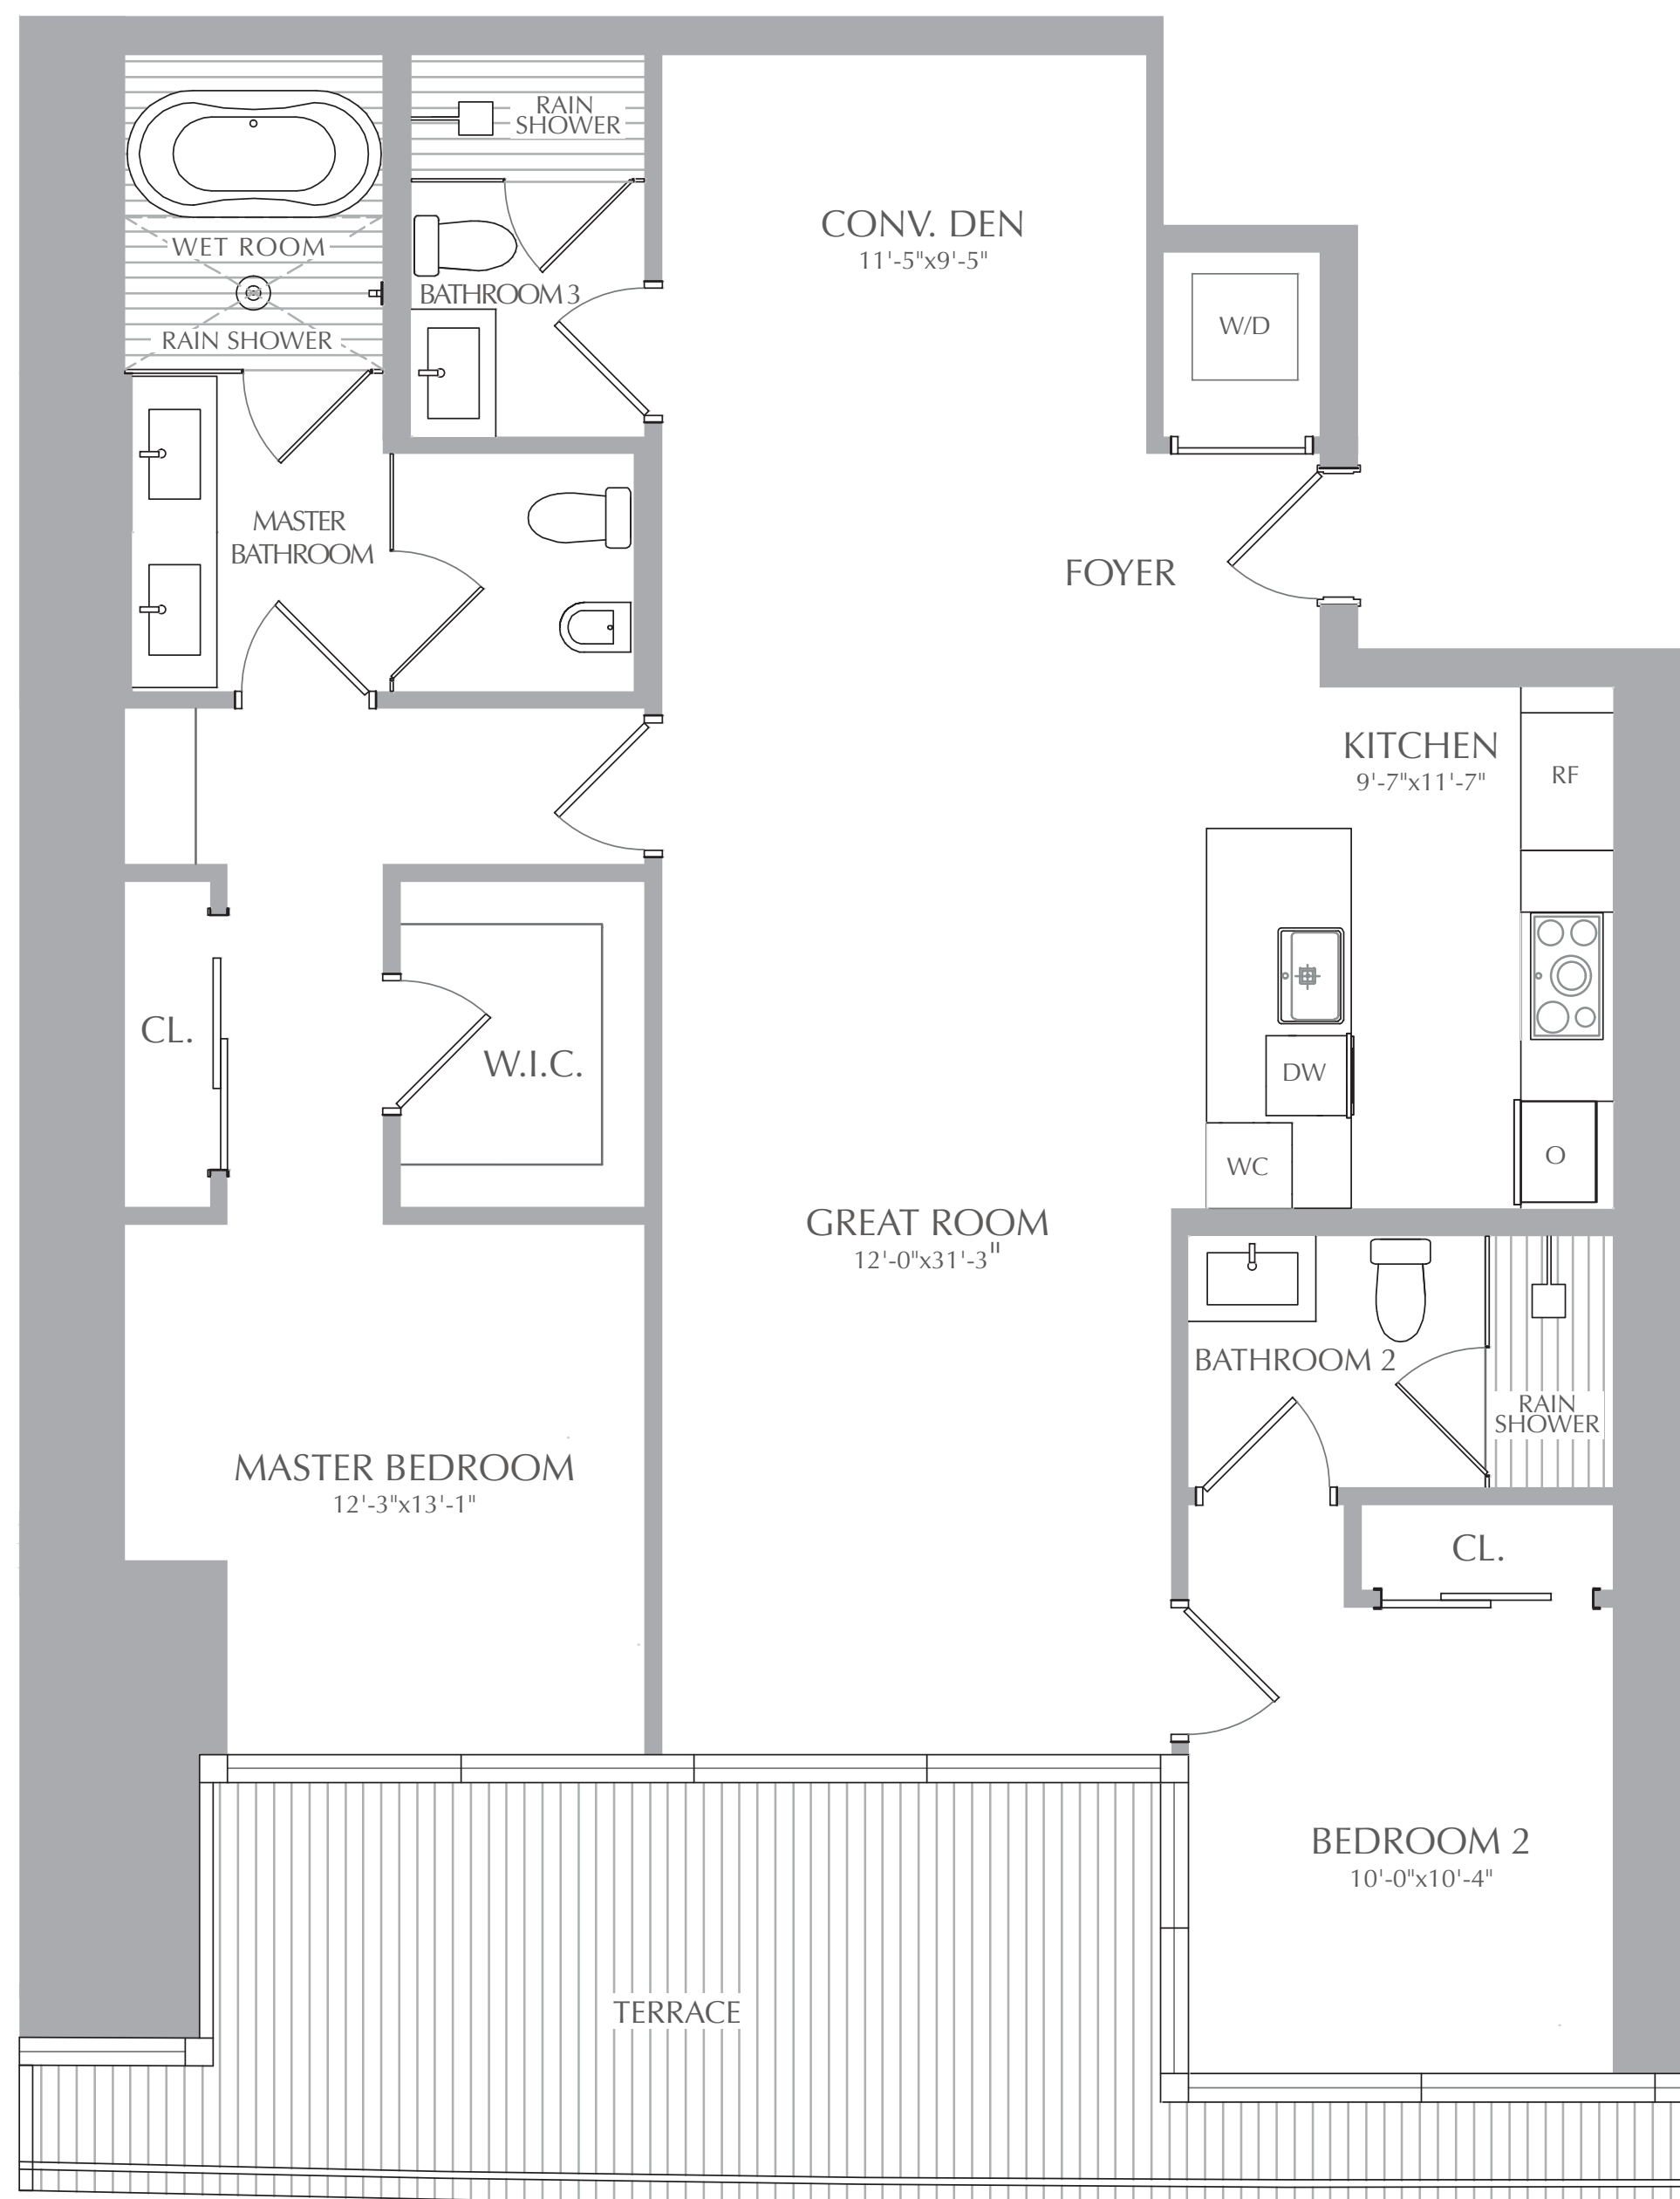 RAIN
SHOWER
CONV. DEN
11'-5"x9'-5"
WET ROOM
BATHROOM 3
W/D
RAIN SHOWER
MASTER
BATHROOM
FOYER
KITCHEN
9'-7"x11'-7"
RF
CL.
W.I.C.
DW
WC
O
GREAT ROOM
12'-0"x31'-3"
BATHROOM 2
RAIN
SHOWER
MASTER BEDROOM
12'-3"x13'-1"
CL.
BEDROOM 2
10'-0"x10'-4"
TERRACE